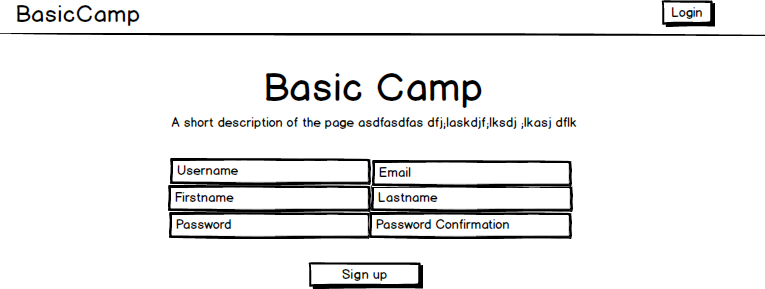 BasicCamp
Login
Basic Camp
A short description of the page asdfasdfas dfj;laskdjf;lksdj ;lkasj dflk
Username
Email
Firstname
Lastname
Password
Password Confirmation
Sign up